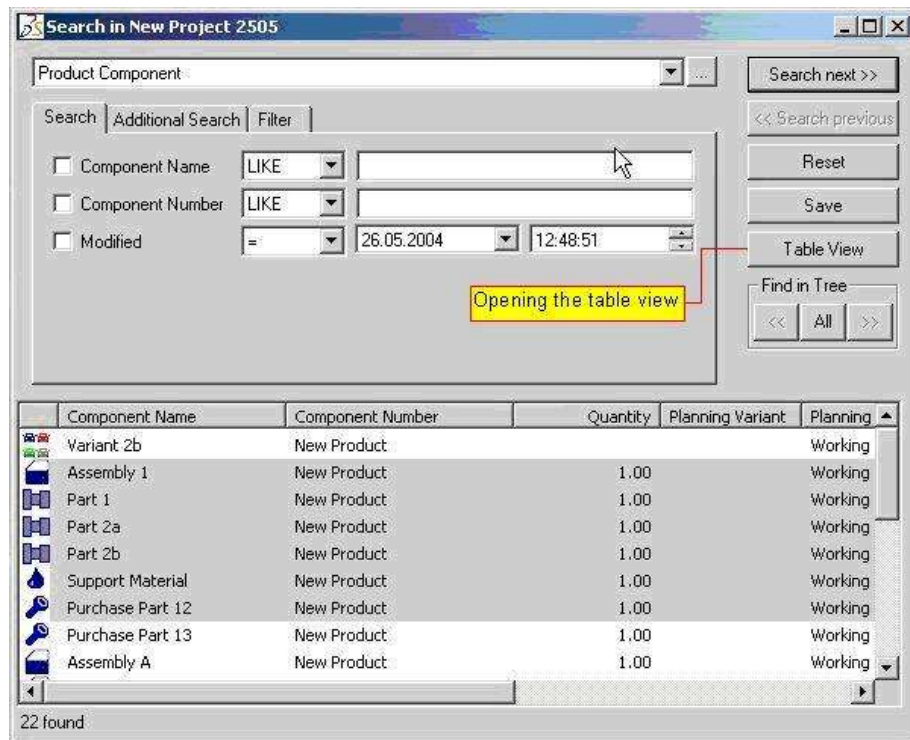 Search in New Project 2505
Product Component
...
Search next >>
Search Additional Search Filter
<< Search previous
Component Name LIKE
Reset
Component Number LIKE
Save
Modified = 26.05.2004 12:48:51
Table View
Opening the table view
Find in Tree
<< All >>
Component Name Component Number Quantity Planning Variant Planning
Variant 2b New Product Working
Assembly 1 New Product 1.00 Working
Part 1 New Product 1.00 Working
Part 2a New Product 1.00 Working
Part 2b New Product 1.00 Working
Support Material New Product 1.00 Working
Purchase Part 12 New Product 1.00 Working
Purchase Part 13 New Product 1.00 Working
Assembly A New Product 1.00 Working
22 found